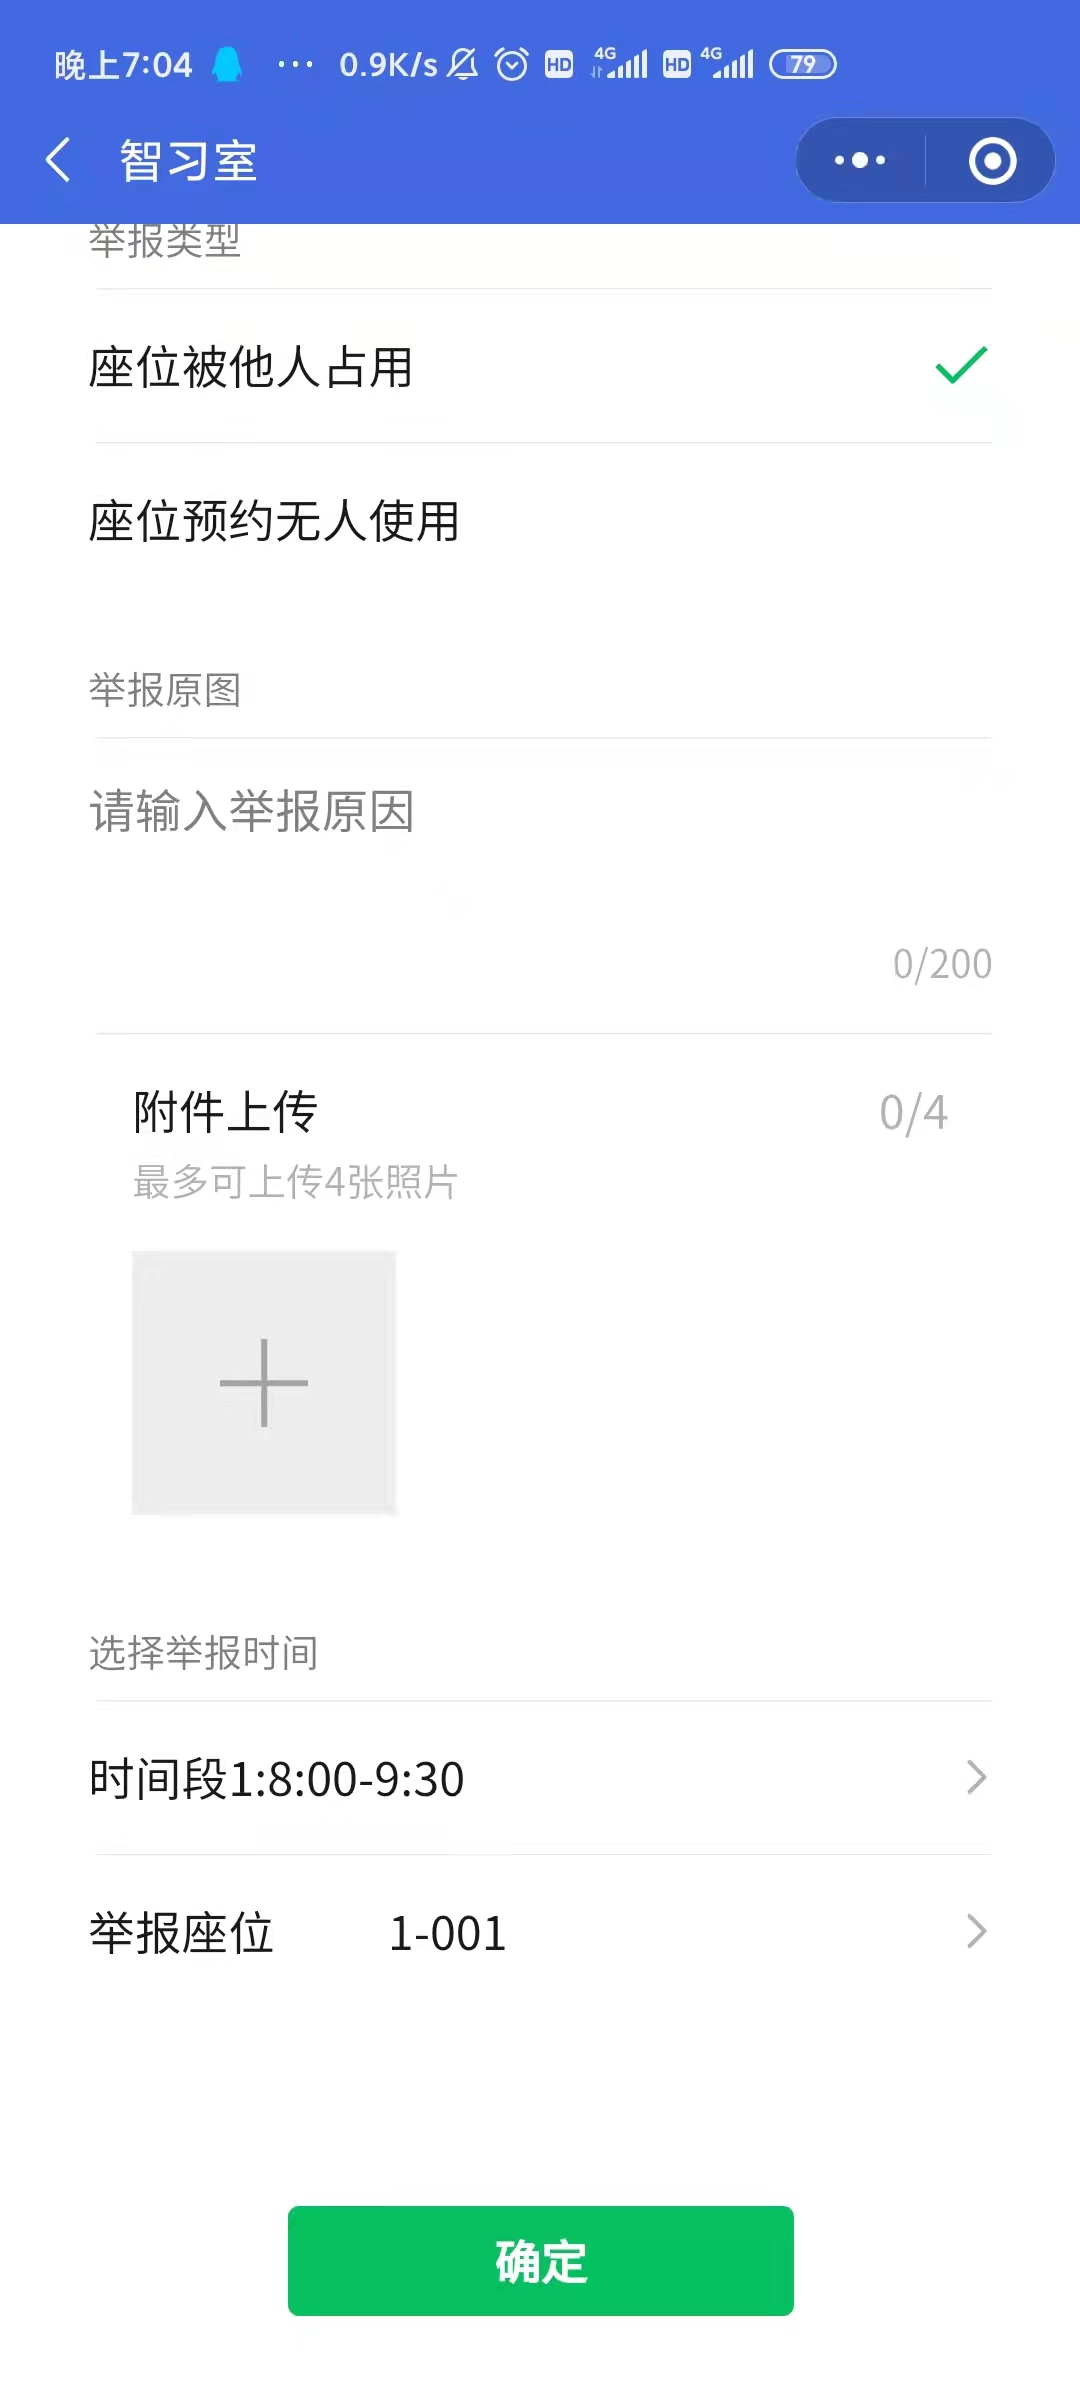 晚上7:04 ··· 0.9K/s HD 4G HD 4G 79
智习室
举报类型
座位被他人占用
座位预约无人使用
举报原图
请输入举报原因
0/200
附件上传 0/4
最多可上传4张照片
选择举报时间
时间段1:8:00-9:30
举报座位 1-001
确定